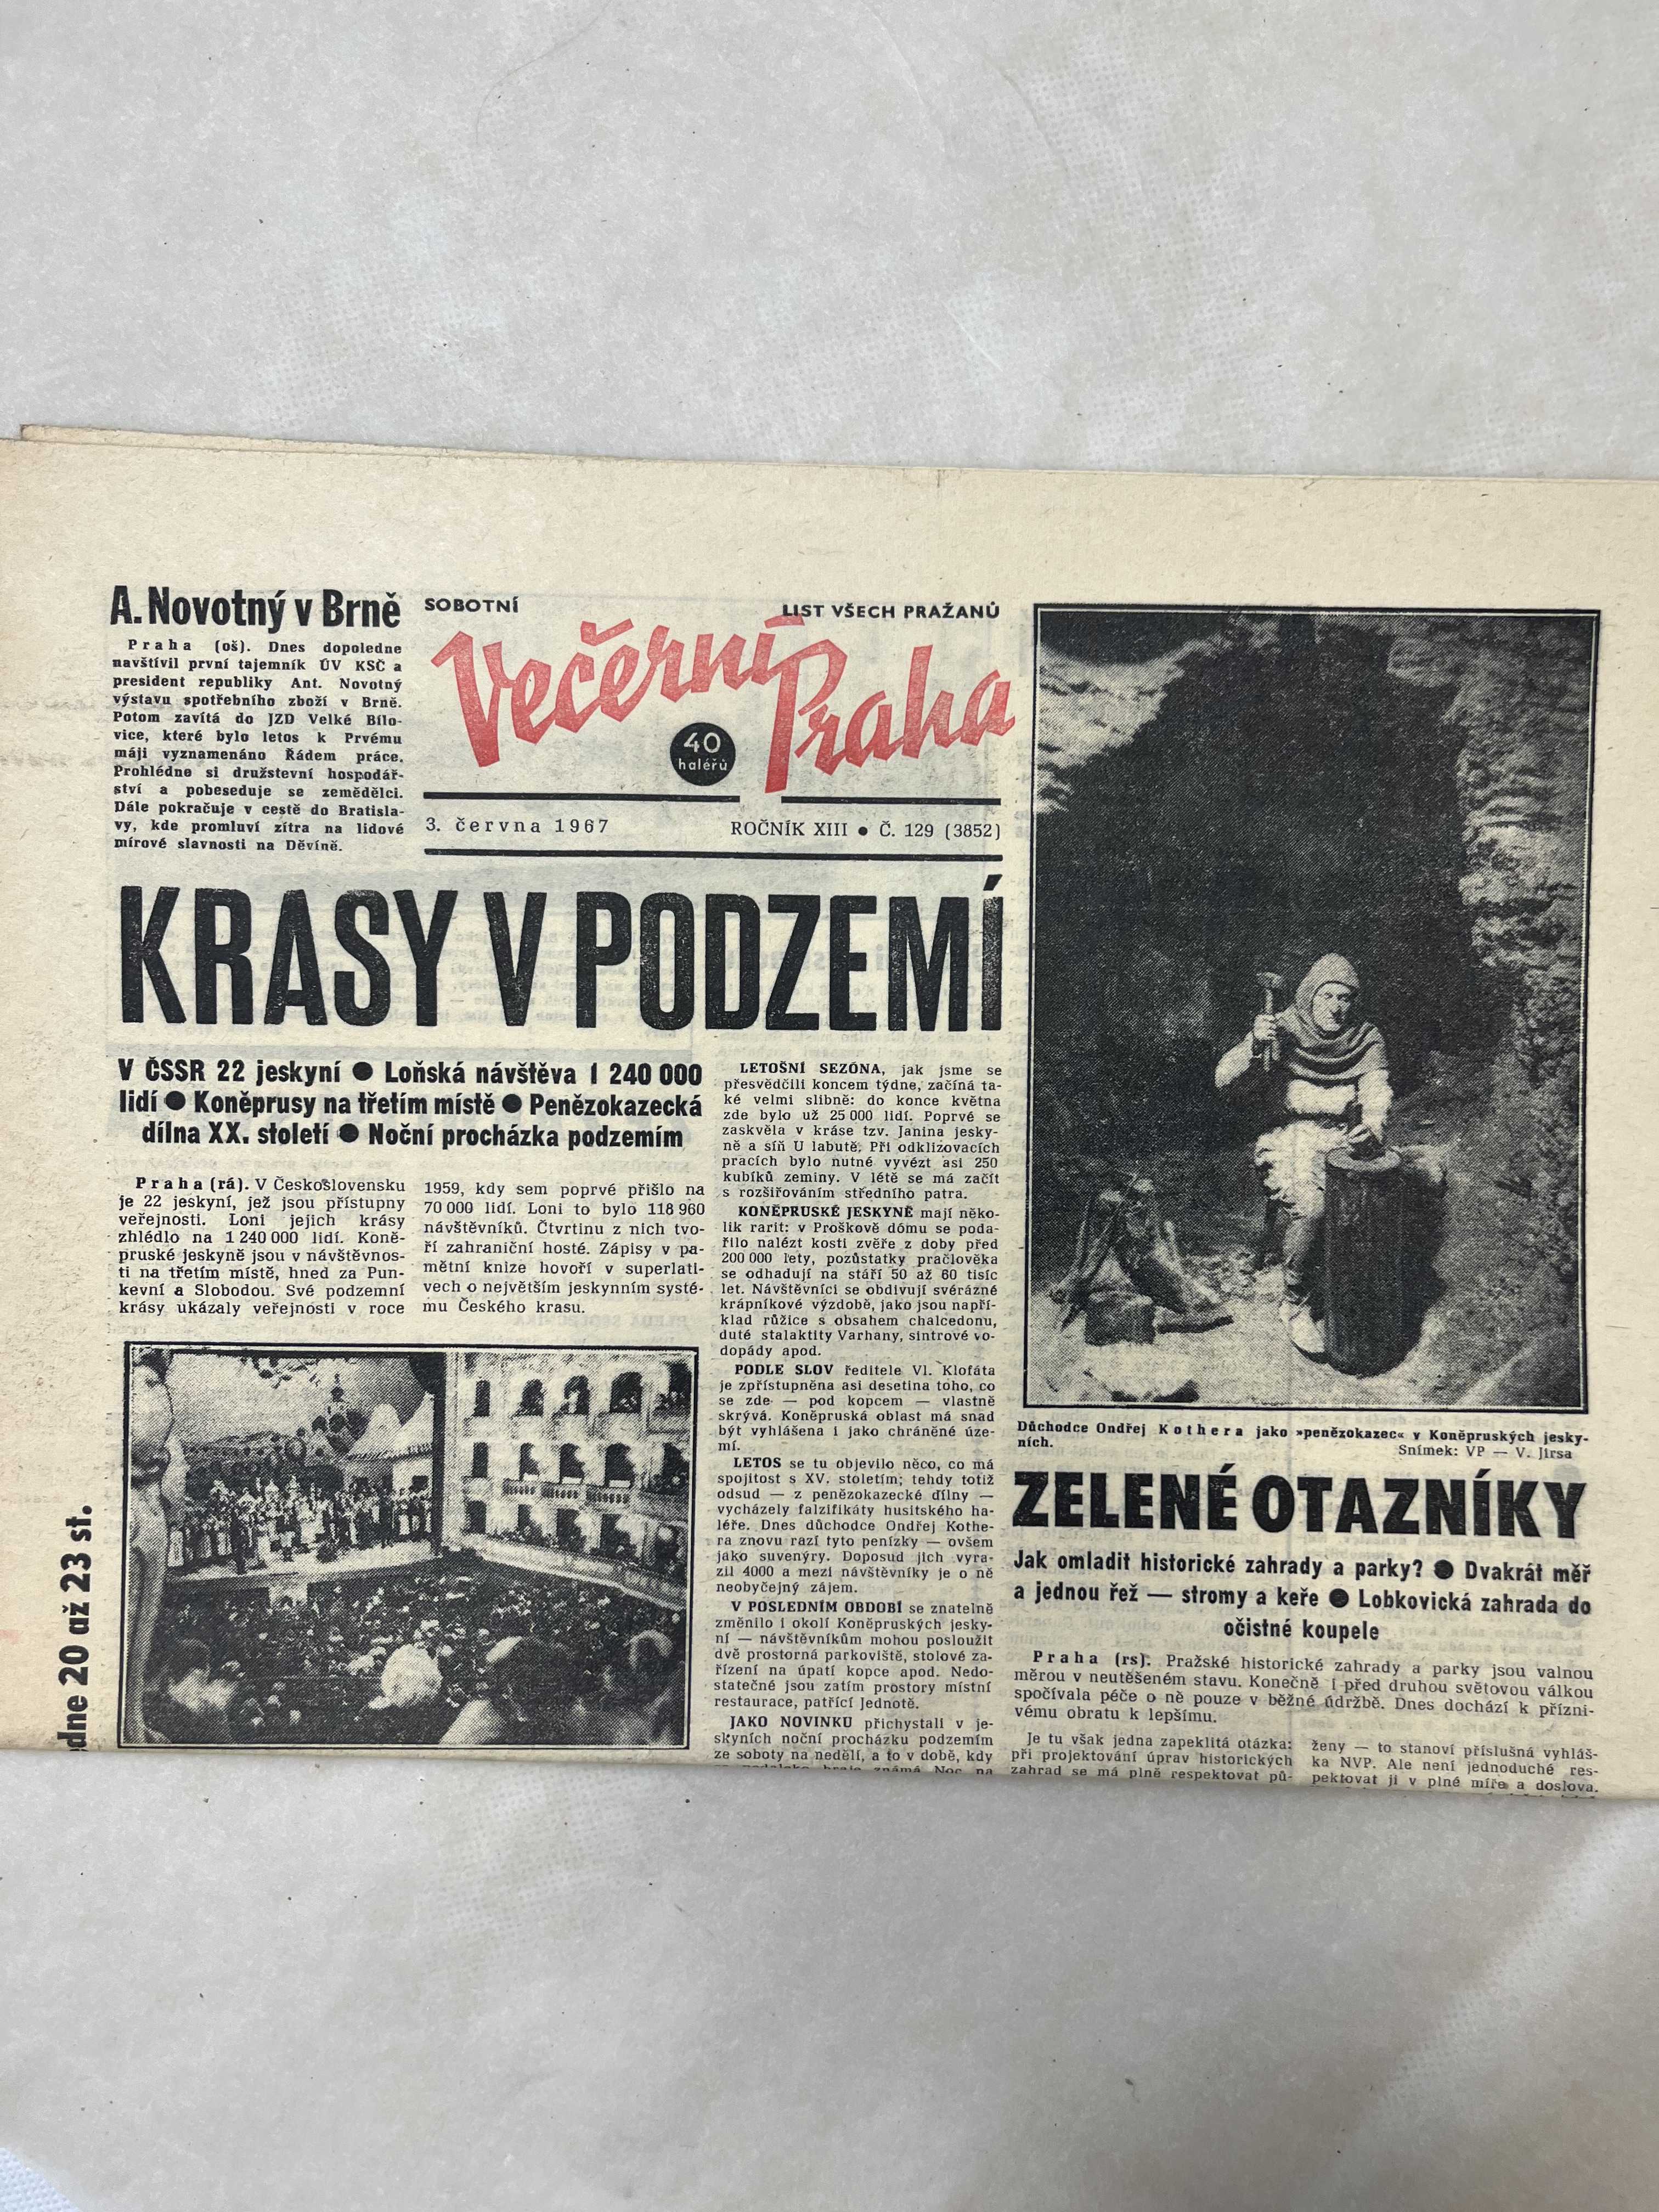 A. Novotný v Brně
Praha (oš). Dnes dopoledne
navštívil první tajemník ÚV KSČ a
president republiky Ant. Novotný
výstavu spotřebního zboží v Brně.
Potom zavítá do JZD Velké Bílo-
vice, které bylo letos k Prvému
máji vyznamenáno Řádem práce.
Prohlédne si družstevní hospodář-
ství a pobeseduje se zemědělci.
Dále pokračuje v cestě do Bratisla-
vy, kde promluví zítra na lidové
mírové slavnosti na Děvíně.
SOBOTNÍ
LIST VŠECH PRAŽANŮ
Večerní Praha
40
haléřů
3. června 1967
ROČNÍK XIII ● Č. 129 (3852)
KRASY V PODZEMÍ
V ČSSR 22 jeskyní ● Loňská návštěva 1 240 000
lidí ● Koněprusy na třetím místě ● Penězokazecká
dílna XX. století ● Noční procházka podzemím
Praha (rá). V Československu
je 22 jeskyní, jež jsou přístupny
veřejnosti. Loni jejich krásy
zhlédlo na 1 240 000 lidí. Koně-
pruské jeskyně jsou v návštěvnos-
ti na třetím místě, hned za Pun-
kevní a Slobodou. Své podzemní
krásy ukázaly veřejnosti v roce
1959, kdy sem poprvé přišlo na
70 000 lidí. Loni to bylo 118 960
návštěvníků. Čtvrtinu z nich tvo-
ří zahraniční hosté. Zápisy v pa-
mětní knize hovoří v superlati-
vech o největším jeskynním systé-
mu Českého krasu.
LETOŠNÍ SEZÓNA, jak jsme se
přesvědčili koncem týdne, začíná ta-
ké velmi slibně: do konce května
zde bylo už 25 000 lidí. Poprvé se
zaskvěla v kráse tzv. Janina jesky-
ně a síň U labutě. Při odklizovacích
pracích bylo nutné vyvézt asi 250
kubíků zeminy. V létě se má začít
s rozšiřováním středního patra.
KONĚPRUSKÉ JESKYNĚ mají něko-
lik rarit: v Proškově dómu se poda-
řilo nalézt kosti zvěře z doby před
200 000 lety, pozůstatky pračlověka
se odhadují na stáří 50 až 60 tisíc
let. Návštěvníci se obdivují svérázné
krápníkové výzdobě, jako jsou napří-
klad růžice s obsahem chalcedonu,
duté stalaktity Varhany, sintrové vo-
dopády apod.
PODLE SLOV ředitele Vl. Klofáta
je zpřístupněna asi desetina toho, co
se zde — pod kopcem — vlastně
skrývá. Koněpruská oblast má snad
být vyhlášena i jako chráněné úze-
mí.
LETOS se tu objevilo něco, co má
spojitost s XV. stoletím; tehdy totiž
odsud — z penězokazecké dílny —
vycházely falzifikáty husitského ha-
léře. Dnes důchodce Ondřej Kothe-
ra znovu razí tyto penízky — ovšem
jako suvenýry. Doposud jich vyra-
zil 4000 a mezi návštěvníky je o ně
neobyčejný zájem.
V POSLEDNÍM OBDOBÍ se znatelně
změnilo i okolí Koněpruských jesky-
ní — návštěvníkům mohou posloužit
dvě prostorná parkoviště, stolové za-
řízení na úpatí kopce apod. Nedo-
statečné jsou zatím prostory místní
restaurace, patřící Jednotě.
JAKO NOVINKU přichystali v je-
skyních noční procházku podzemím
ze soboty na neděli, a to v době, kdy
hraje známá Noc na
Důchodce Ondřej Kothera jako »penězokazec« v Koněpruských jesky-
ních.
Snímek: VP — V. Jirsa
ZELENÉ OTAZNÍKY
Jak omladit historické zahrady a parky? ● Dvakrát měř
a jednou řež — stromy a keře ● Lobkovická zahrada do
očistné koupele
Praha (rs). Pražské historické zahrady a parky jsou valnou
měrou v neutěšeném stavu. Konečně i před druhou světovou válkou
spočívala péče o ně pouze v běžné údržbě. Dnes dochází k přízni-
vému obratu k lepšímu.
Je tu však jedna zapeklitá otázka:
při projektování úprav historických
zahrad se má plně respektovat pů-
ženy — to stanoví příslušná vyhláš-
ka NVP. Ale není jednoduché res-
pektovat ji v plné míře a doslova.
dne 20 až 23 st.